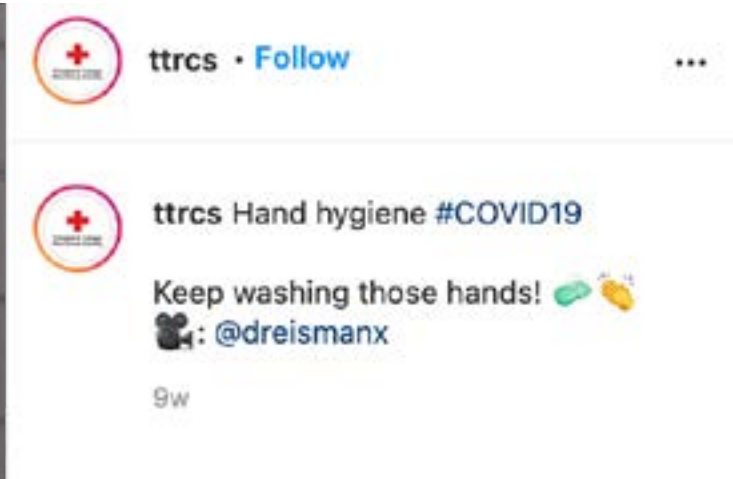 ttrcs • Follow
•••
ttrcs Hand hygiene #COVID19
Keep washing those hands! 🧼👏
🎥: @dreismanx
9w